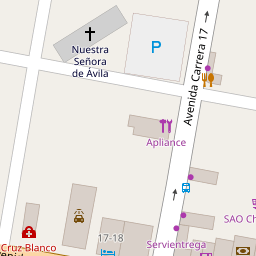 P
Nuestra
Señora
de Ávila
Avenida Carrera 17
Apliance
SAO Ch
17-18
Cruz-Blanco
Servientrega